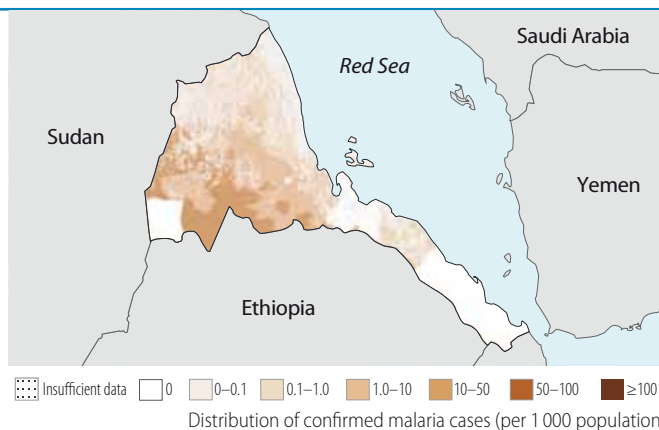 Saudi Arabia
Red Sea
Sudan
Yemen
Ethiopia
Insufficient data 0 0–0.1 0.1–1.0 1.0–10 10–50 50–100 ≥100
Distribution of confirmed malaria cases (per 1 000 population